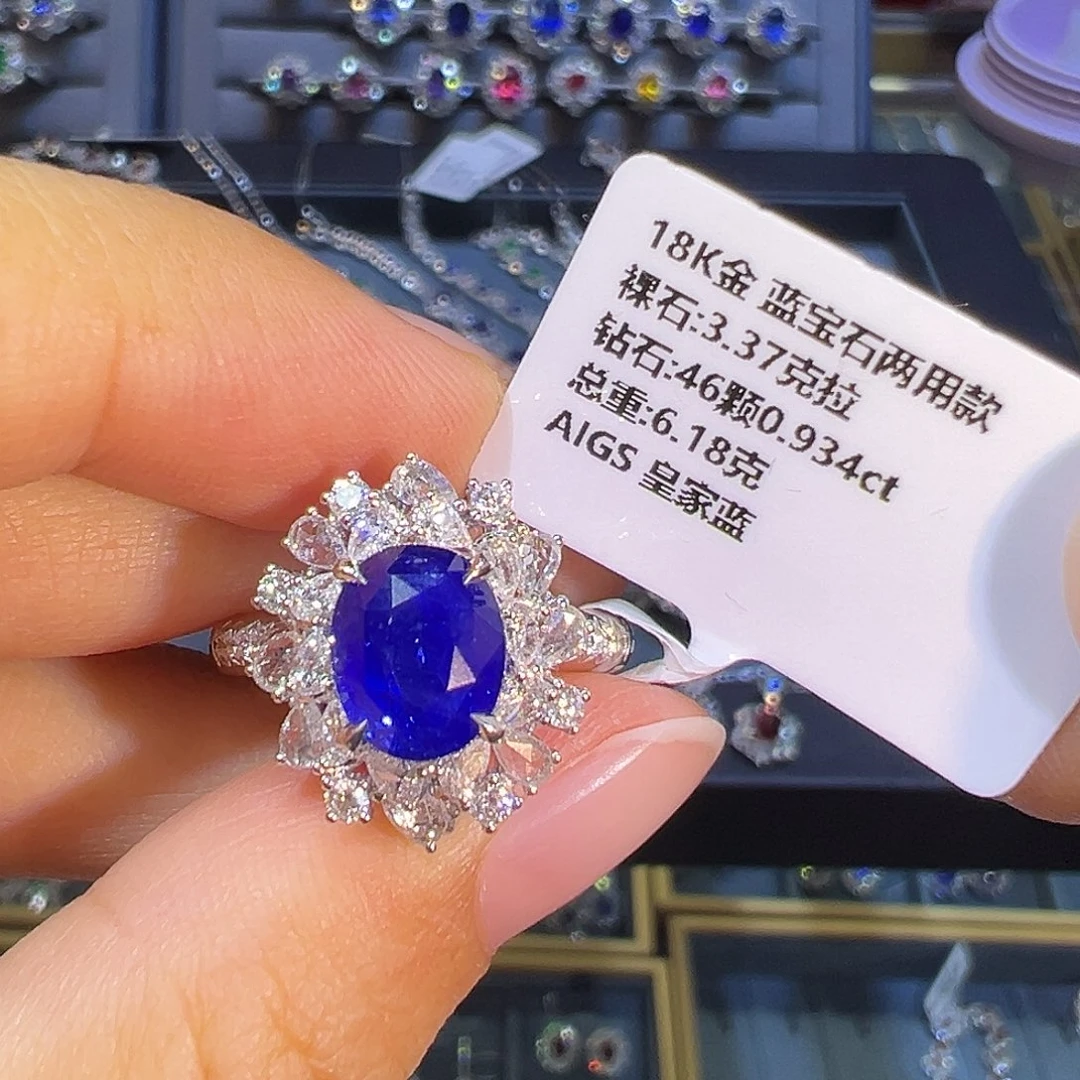 18K金 蓝宝石两用款
裸石:3.37克拉
钻石:46颗0.934ct
总重:6.18克
AIGS 皇家蓝